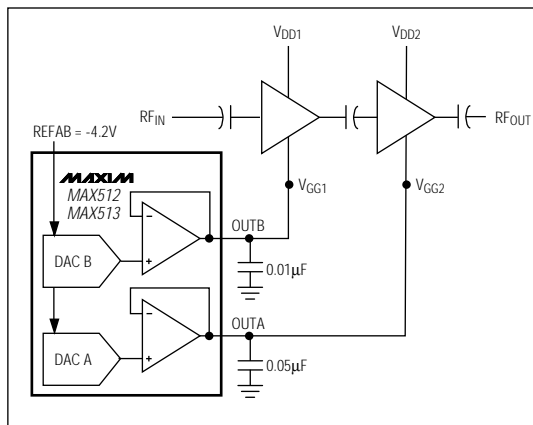 VDD1
VDD2
RFIN
RFOUT
REFAB = -4.2V
MAXIM
MAX512
MAX513
VGG1
VGG2
−
+
OUTB
DAC B
0.01μF
−
+
OUTA
DAC A
0.05μF